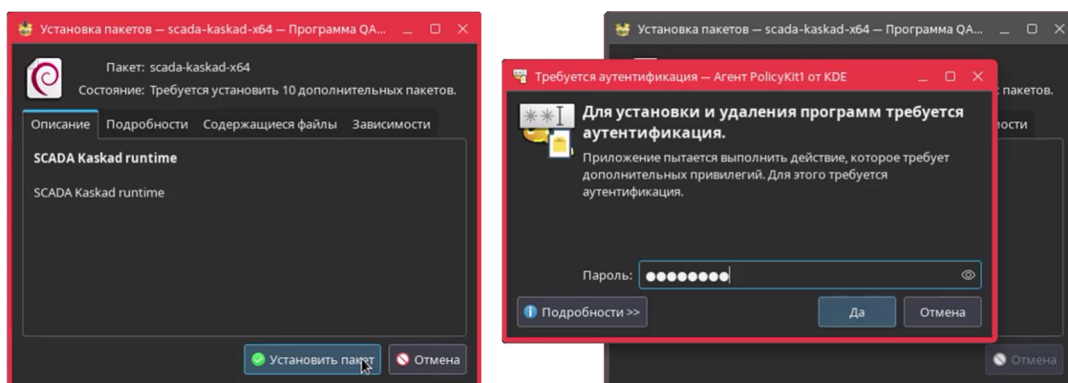 Установка пакетов — scada-kaskad-x64 — Программа QA...
Пакет: scada-kaskad-x64
Состояние: Требуется установить 10 дополнительных пакетов.
Описание Подробности Содержащиеся файлы Зависимости
SCADA Kaskad runtime
SCADA Kaskad runtime
Установить пакет Отмена
Установка пакетов — scada-kaskad-x64 — Программа QA...
пакетов.
Требуется аутентификация — Агент PolicyKit1 от KDE
Для установки и удаления программ требуется
аутентификация.
Приложение пытается выполнить действие, которое требует
дополнительных привилегий. Для этого требуется
аутентификация.
Пароль:
Подробности >> Да Отмена
Отмена